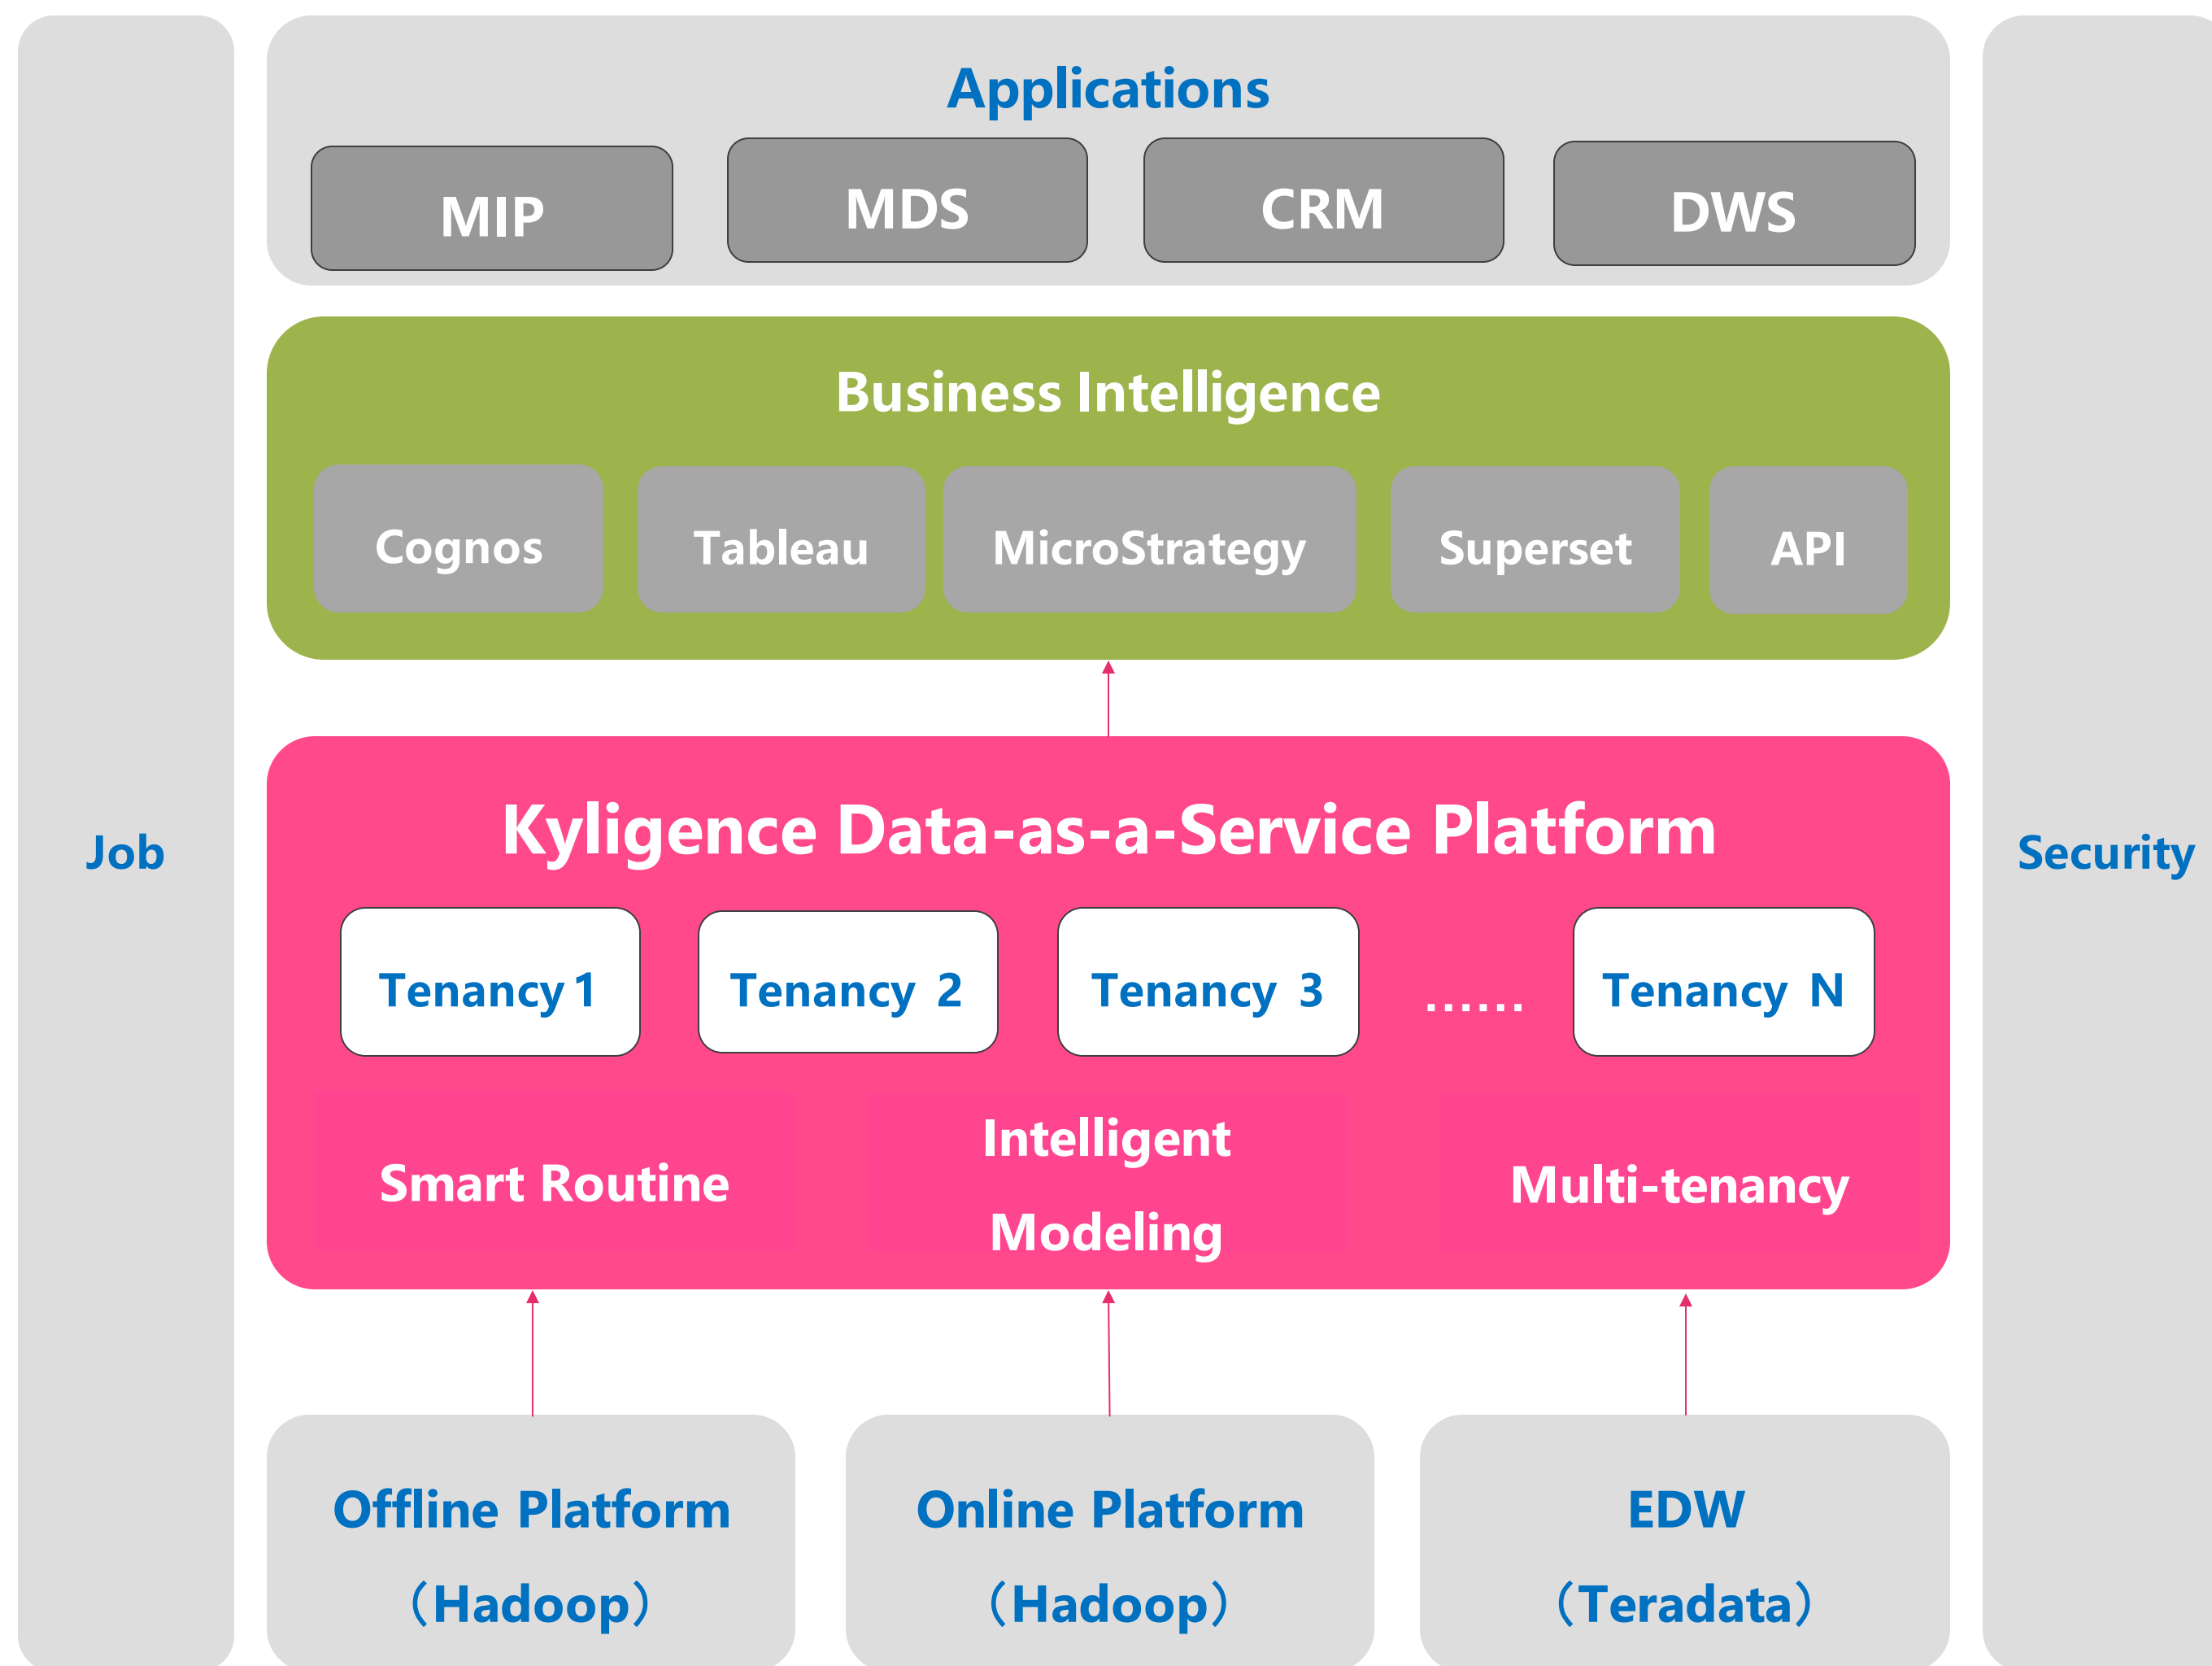 Applications
MIP
MDS
CRM
DWS
Business Intelligence
Cognos
Tableau
MicroStrategy
Superset
API
Job
Security
Kyligence Data-as-a-Service Platform
Tenancy 1
Tenancy 2
Tenancy 3
......
Tenancy N
Smart Routine
Intelligent
Modeling
Multi-tenancy
Offline Platform
（Hadoop）
Online Platform
（Hadoop）
EDW
（Teradata）